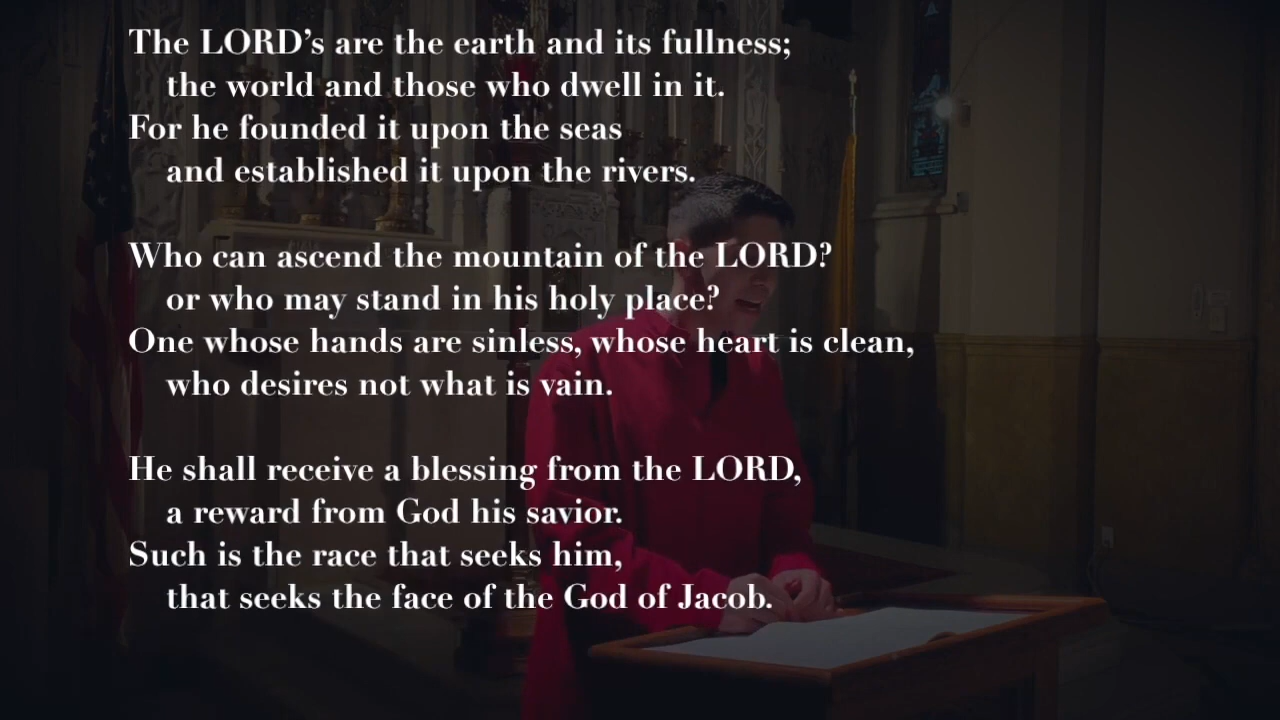 The LORD’s are the earth and its fullness;
the world and those who dwell in it.
For he founded it upon the seas
and established it upon the rivers.
Who can ascend the mountain of the LORD?
or who may stand in his holy place?
One whose hands are sinless, whose heart is clean,
who desires not what is vain.
He shall receive a blessing from the LORD,
a reward from God his savior.
Such is the race that seeks him,
that seeks the face of the God of Jacob.